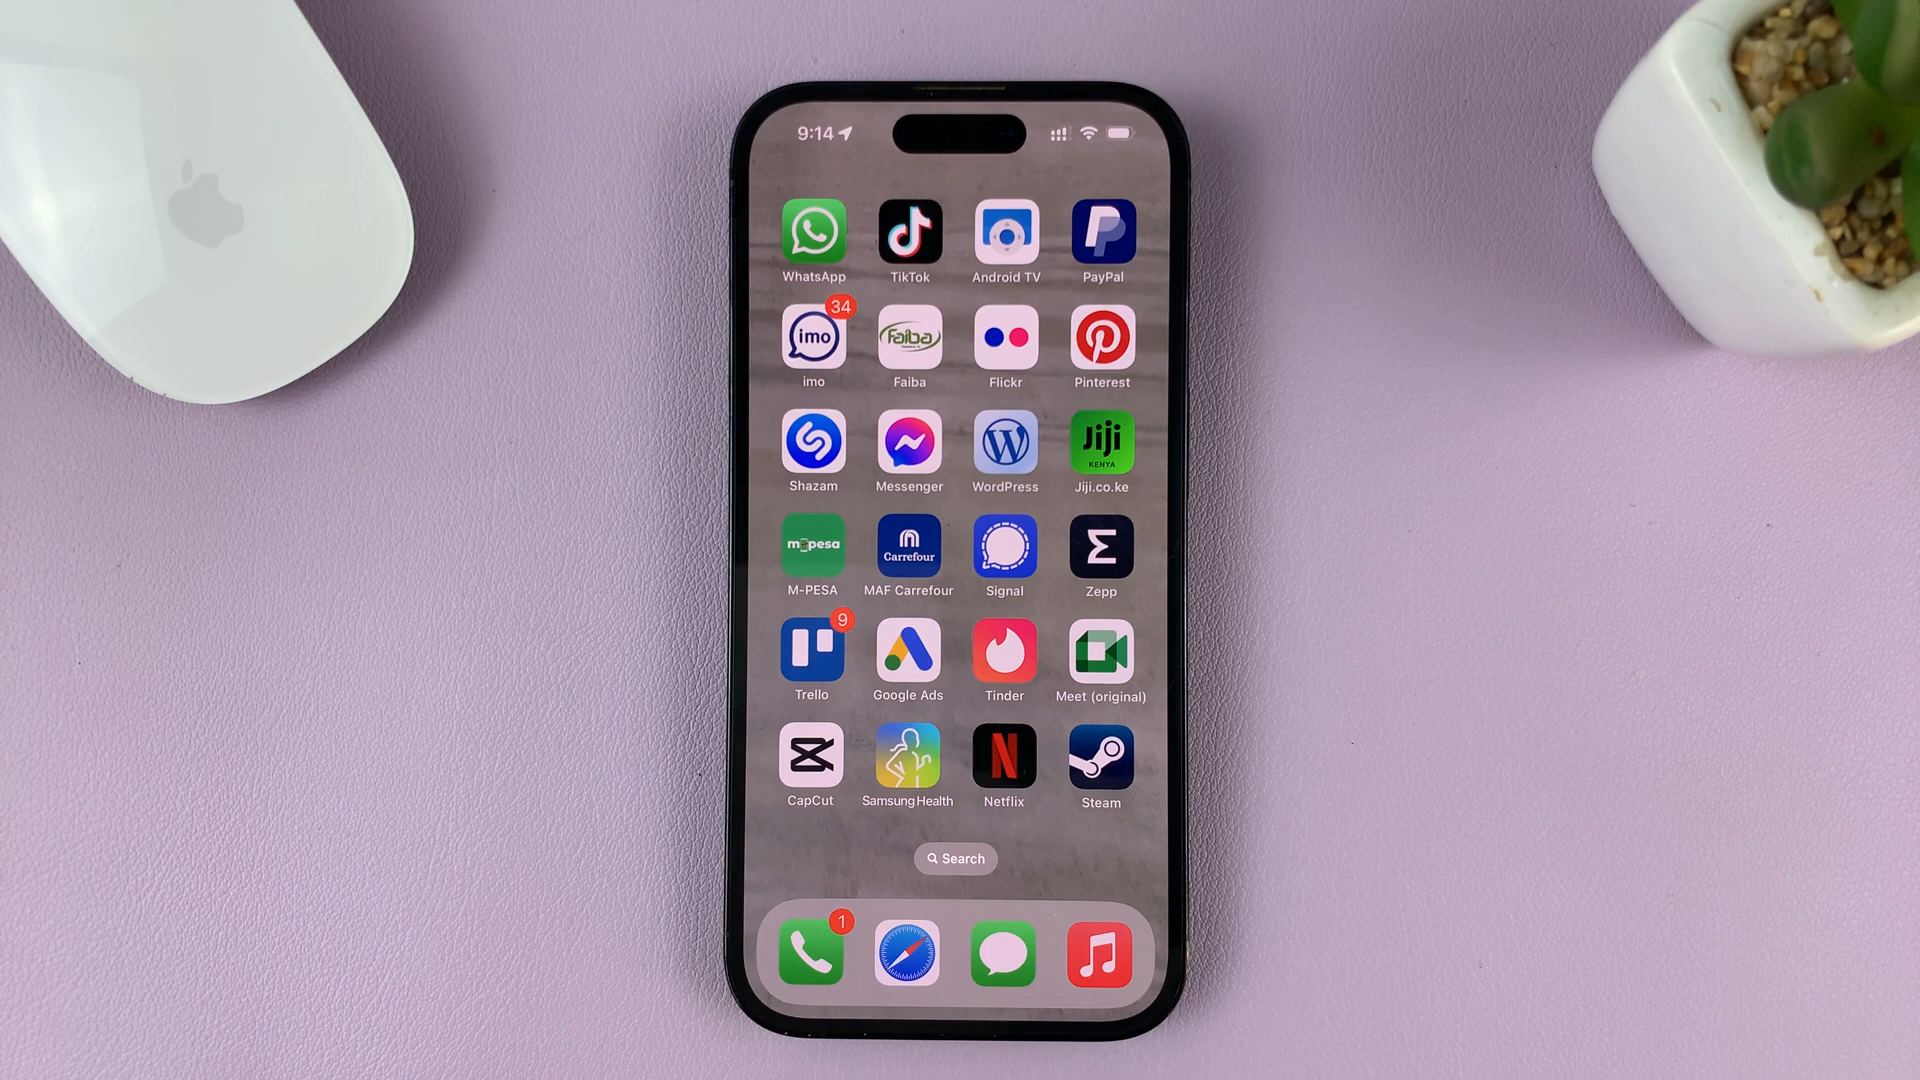 9:14
WhatsApp TikTok Android TV PayPal
34
imo Faiba
imo Faiba Flickr Pinterest
Jiji
KENYA
Shazam Messenger WordPress Jiji.co.ke
m pesa Carrefour
M-PESA MAF Carrefour Signal Zepp
9
Trello Google Ads Tinder Meet (original)
CapCut Samsung Health Netflix Steam
Search
1